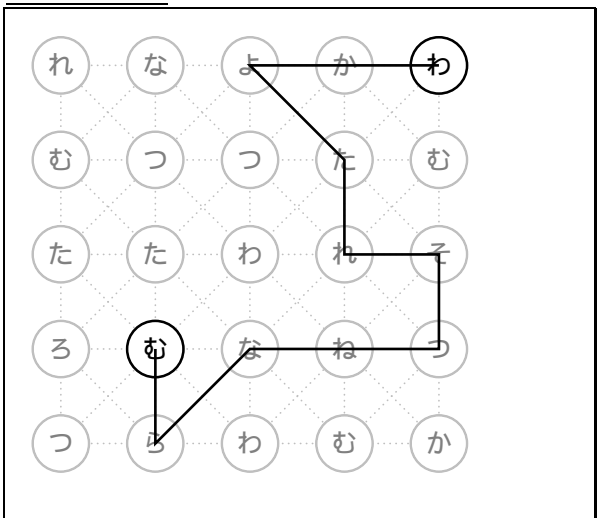 れ な よ か わ
む つ つ た む
た た わ れ そ
ろ む な ね つ
つ ら わ む か